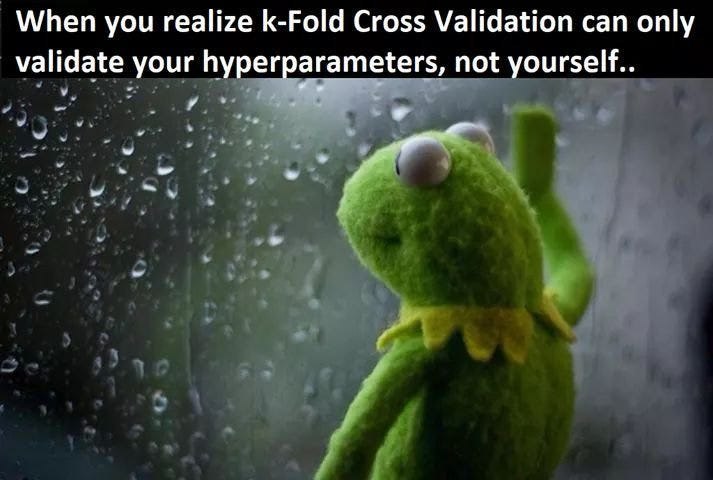 When you realize k-Fold Cross Validation can only
validate your hyperparameters, not yourself..